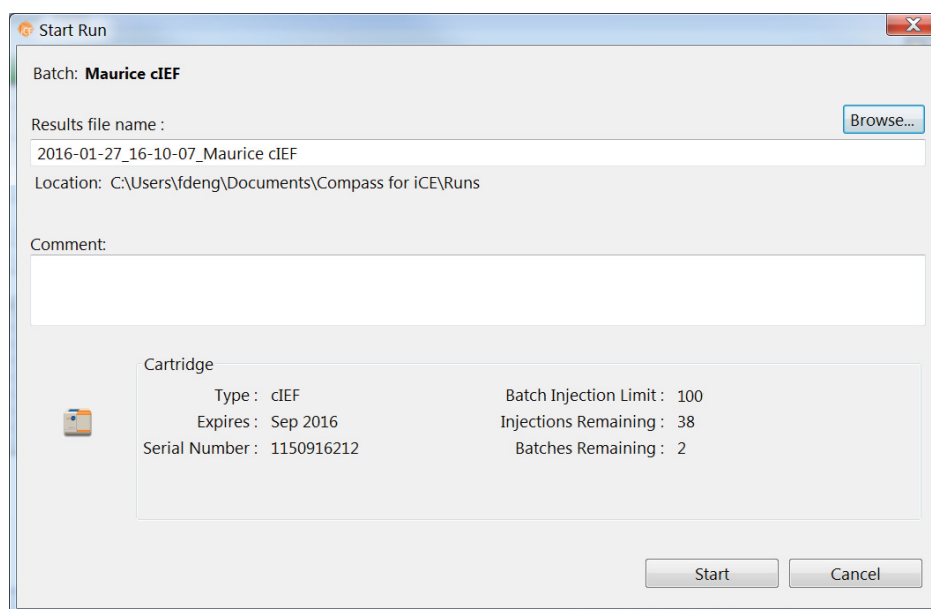 Start Run
Batch: Maurice cIEF
Results file name :
Browse...
2016-01-27_16-10-07_Maurice cIEF
Location: C:\Users\fdeng\Documents\Compass for iCE\Runs
Comment:
Cartridge
Type : cIEF Batch Injection Limit : 100
Expires : Sep 2016 Injections Remaining : 38
Serial Number : 1150916212 Batches Remaining : 2
Start Cancel